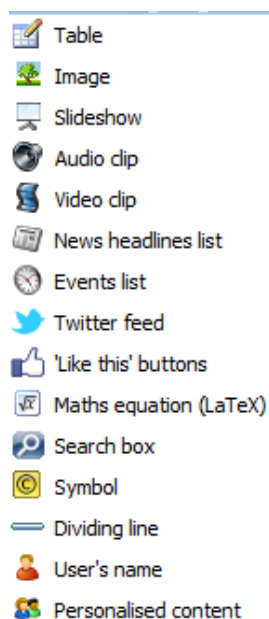 Table
Image
Slideshow
Audio clip
Video clip
News headlines list
Events list
Twitter feed
'Like this' buttons
Maths equation (LaTeX)
Search box
Symbol
Dividing line
User's name
Personalised content